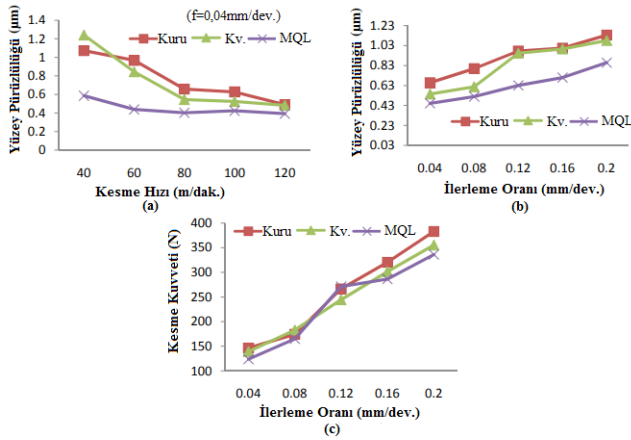 (f=0,04mm/dev.)
Yüzey Pürüzlülüğü (µm)
1.4
1.2
1
0.8
0.6
0.4
0.2
0
Kuru
Kv.
MQL
40 60 80 100 120
Kesme Hızı (m/dak.)
(a)
Yüzey Pürüzlülüğü (µm)
1.23
1.03
0.83
0.63
0.43
0.23
0.03
Kuru
Kv.
MQL
0.04 0.08 0.12 0.16 0.2
İlerleme Oranı (mm/dev.)
(b)
Kesme Kuvveti (N)
400
350
300
250
200
150
100
Kuru
Kv.
MQL
0.04 0.08 0.12 0.16 0.2
İlerleme Oranı (mm/dev.)
(c)